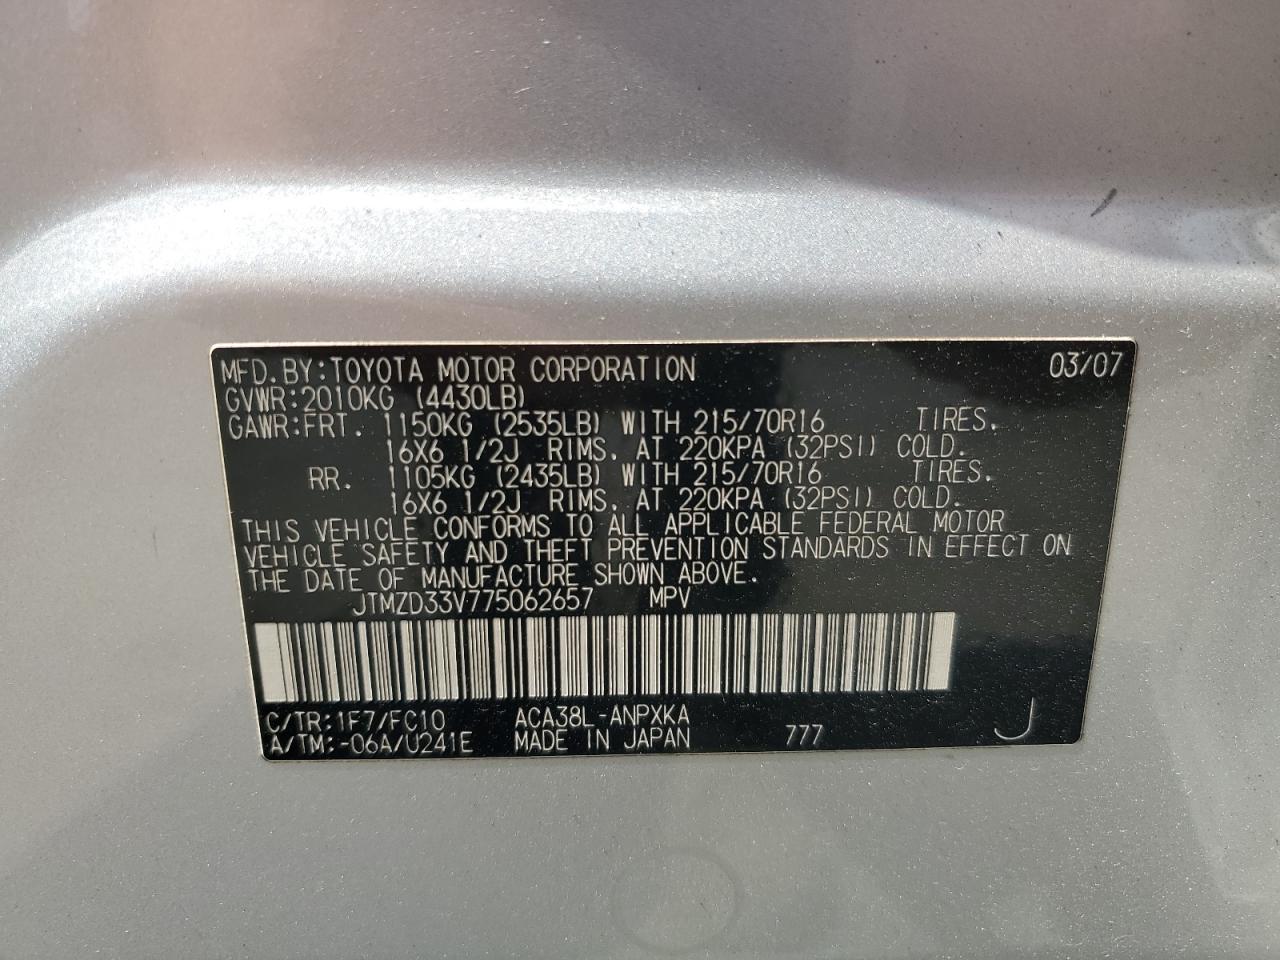 MFD. BY: TOYOTA MOTOR CORPORATION 03/07
GVWR: 2010KG (4430LB)
GAWR: FRT. 1150KG (2535LB) WITH 215/70R16 TIRES.
16X6 1/2J RIMS. AT 220KPA (32PSI) COLD.
RR. 1105KG (2435LB) WITH 215/70R16 TIRES.
16X6 1/2J RIMS. AT 220KPA (32PSI) COLD.
THIS VEHICLE CONFORMS TO ALL APPLICABLE FEDERAL MOTOR
VEHICLE SAFETY AND THEFT PREVENTION STANDARDS IN EFFECT ON
THE DATE OF MANUFACTURE SHOWN ABOVE.
JTMZD33V775062657 MPV
C/TR: 1F7/FC10 ACA38L-ANPXKA
A/TM: -06A/U241E MADE IN JAPAN 777 J